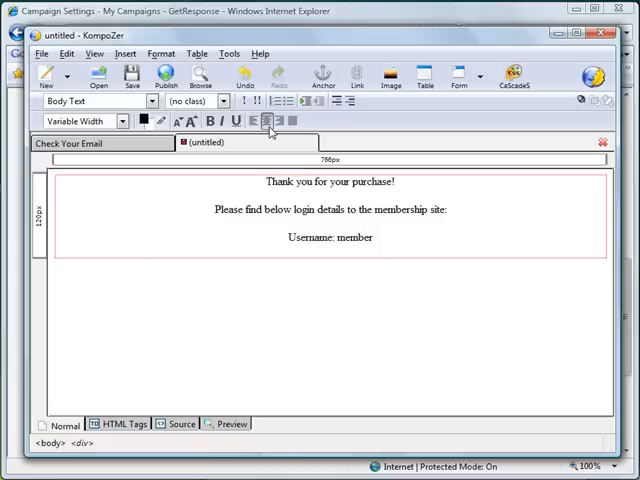 Campaign Settings - My Campaigns - GetResponse - Windows Internet Explorer
untitled - KompoZer
File Edit View Insert Format Table Tools Help
New Open Save Publish Browse Undo Redo Anchor Link Image Table Form CaScadeS
CSS
Body Text (no class) ! !!
Variable Width A A B I U
Check Your Email (untitled)
766px
120px
Thank you for your purchase!
Please find below login details to the membership site:
Username: member
Normal HTML Tags Source Preview
<body> <div>
Internet | Protected Mode: On 100%